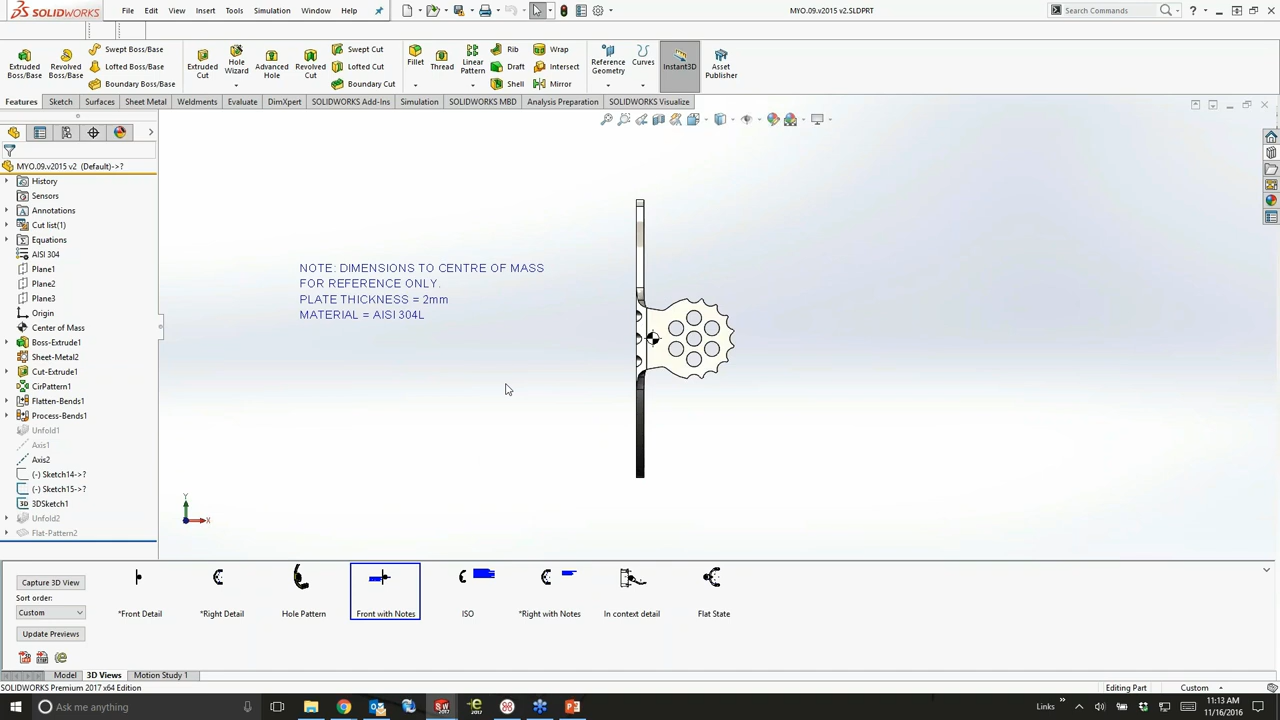 SOLIDWORKS
File
Edit
View
Insert
Tools
Simulation
Window
Help
MYO.09.v2015 v2.SLDPRT
Search Commands
Extruded Boss/Base
Revolved Boss/Base
Swept Boss/Base
Lofted Boss/Base
Boundary Boss/Base
Extruded Cut
Hole Wizard
Advanced Hole
Revolved Cut
Swept Cut
Lofted Cut
Boundary Cut
Fillet
Thread
Linear Pattern
Rib
Draft
Shell
Wrap
Intersect
Mirror
Reference Geometry
Curves
Instant3D
Asset Publisher
Features
Sketch
Surfaces
Sheet Metal
Weldments
Evaluate
DimXpert
SOLIDWORKS Add-Ins
Simulation
SOLIDWORKS MBD
Analysis Preparation
SOLIDWORKS Visualize
MYO.09.v2015 v2 (Default)->?
History
Sensors
Annotations
Cut list(1)
Equations
AISI 304
Plane1
Plane2
Plane3
Origin
Center of Mass
Boss-Extrude1
Sheet-Metal2
Cut-Extrude1
CirPattern1
Flatten-Bends1
Process-Bends1
Unfold1
Axis1
Axis2
(-) Sketch14->?
(-) Sketch15->?
3D 3DSketch1
Unfold2
Flat-Pattern2
NOTE: DIMENSIONS TO CENTRE OF MASS
FOR REFERENCE ONLY.
PLATE THICKNESS = 2mm
MATERIAL = AISI 304L
Y
X
Capture 3D View
Sort order:
Custom
Update Previews
*Front Detail
*Right Detail
Hole Pattern
Front with Notes
ISO
*Right with Notes
In context detail
Flat State
Model
3D Views
Motion Study 1
SOLIDWORKS Premium 2017 x64 Edition
Editing Part
Custom
Ask me anything
Links
11:13 AM
11/16/2016